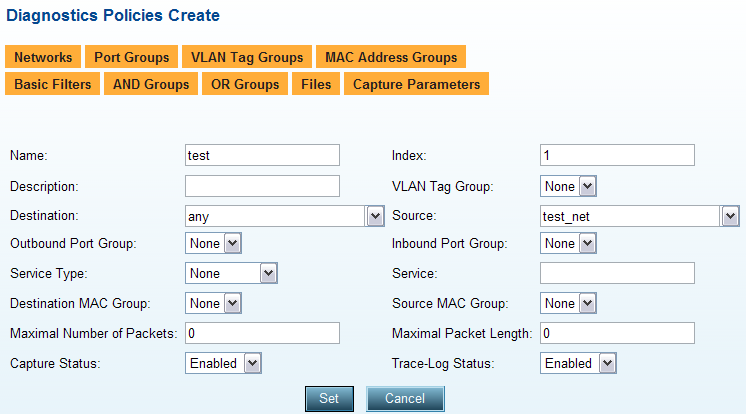 Diagnostics Policies Create
Networks Port Groups VLAN Tag Groups MAC Address Groups
Basic Filters AND Groups OR Groups Files Capture Parameters
Name: test Index: 1
Description: VLAN Tag Group: None
Destination: any Source: test_net
Outbound Port Group: None Inbound Port Group: None
Service Type: None Service:
Destination MAC Group: None Source MAC Group: None
Maximal Number of Packets: 0 Maximal Packet Length: 0
Capture Status: Enabled Trace-Log Status: Enabled
Set Cancel